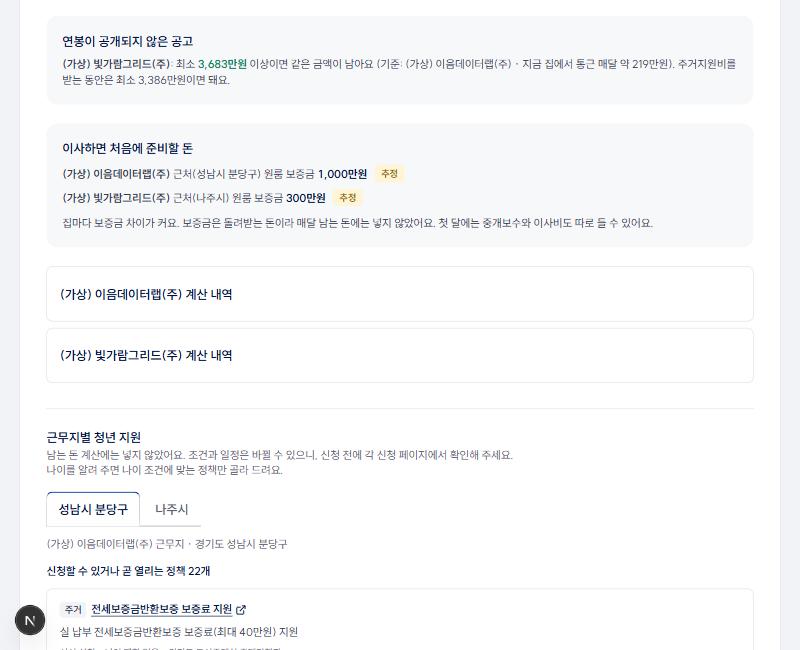 연봉이 공개되지 않은 공고
(가상) 빛가람그리드(주): 최소 3,683만원 이상이면 같은 금액이 남아요 (기준: (가상) 이음데이터랩(주) · 지금 집에서 통근 매달 약 219만원). 주거지원비를
받는 동안은 최소 3,386만원이면 돼요.
이사하면 처음에 준비할 돈
(가상) 이음데이터랩(주) 근처(성남시 분당구) 원룸 보증금 1,000만원 추정
(가상) 빛가람그리드(주) 근처(나주시) 원룸 보증금 300만원 추정
집마다 보증금 차이가 커요. 보증금은 돌려받는 돈이라 매달 남는 돈에는 넣지 않았어요. 첫 달에는 중개보수와 이사비도 따로 들 수 있어요.
(가상) 이음데이터랩(주) 계산 내역
(가상) 빛가람그리드(주) 계산 내역
근무지별 청년 지원
남는 돈 계산에는 넣지 않았어요. 조건과 일정은 바뀔 수 있으니, 신청 전에 각 신청 페이지에서 확인해 주세요.
나이를 알려 주면 나이 조건에 맞는 정책만 골라 드려요.
성남시 분당구 나주시
(가상) 이음데이터랩(주) 근무지 · 경기도 성남시 분당구
신청할 수 있거나 곧 열리는 정책 22개
주거 전세보증금반환보증 보증료 지원
N
실 납부 전세보증금반환보증 보증료(최대 40만원) 지원